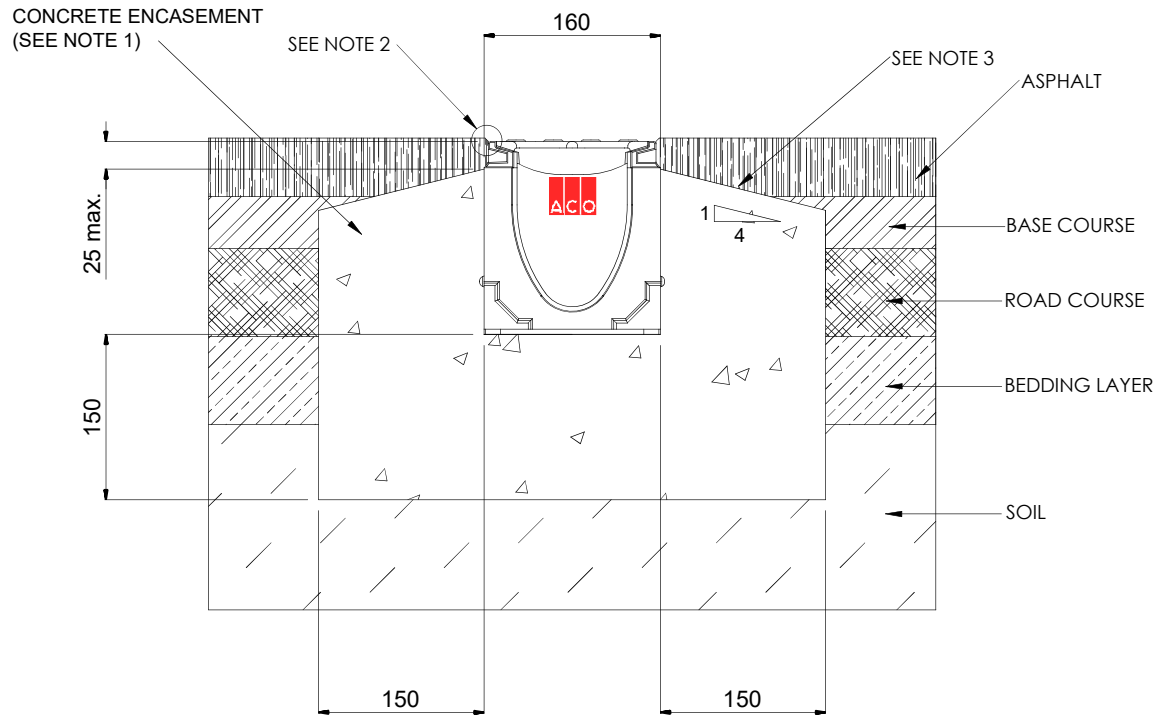 CONCRETE ENCASEMENT
(SEE NOTE 1)
SEE NOTE 2
160
SEE NOTE 3
ASPHALT
25 max.
ACO
1
4
BASE COURSE
ROAD COURSE
BEDDING LAYER
150
SOIL
150
150